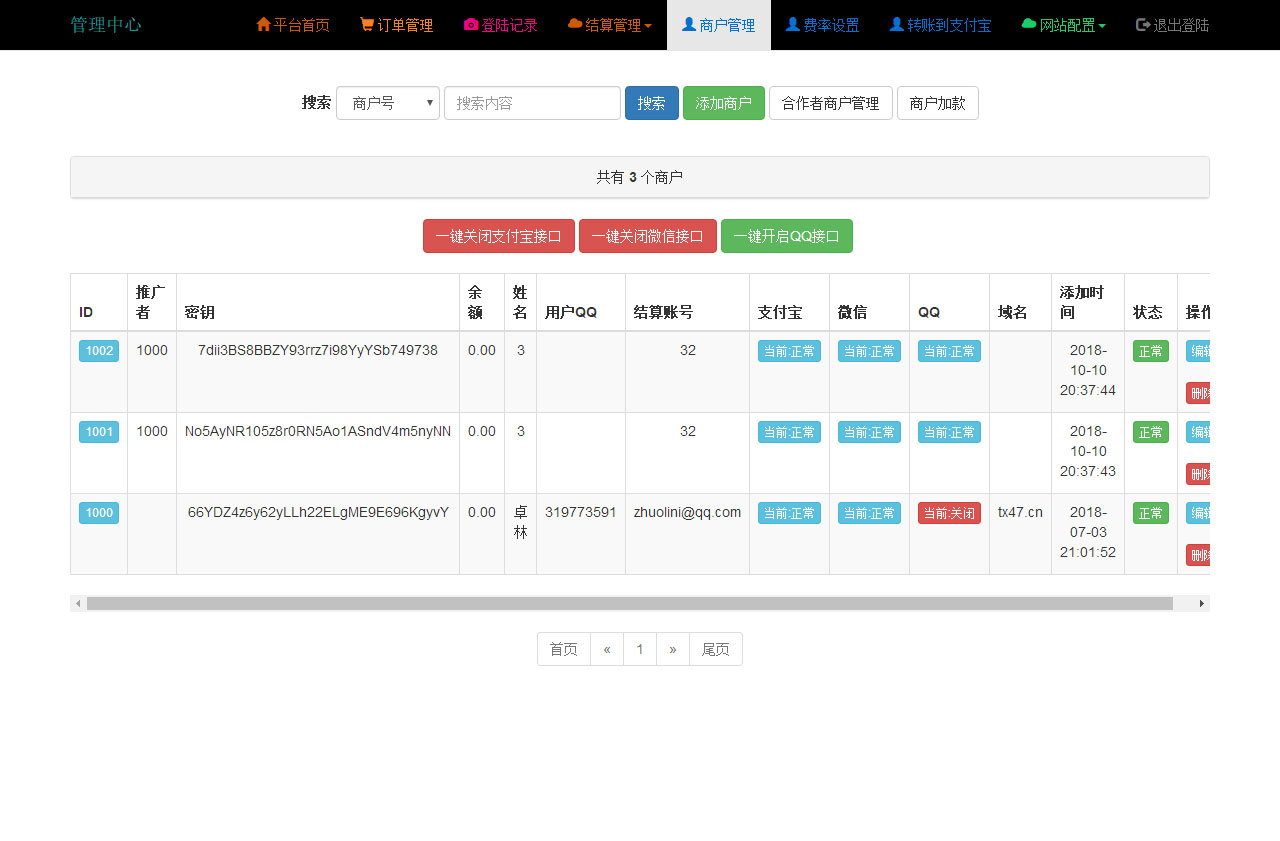 管理中心 平台首页 订单管理 登陆记录 结算管理 商户管理 费率设置 转账到支付宝 网站配置 退出登陆
搜索 商户号 搜索内容 搜索 添加商户 合作者商户管理 商户加款
共有 3 个商户
一键关闭支付宝接口 一键关闭微信接口 一键开启QQ接口
ID 推广者 密钥 余额 姓名 用户QQ 结算账号 支付宝 微信 QQ 域名 添加时间 状态 操作
1002 1000 7dii3BS8BBZY93rrz7i98YyYSb749738 0.00 3 32 当前:正常 当前:正常 当前:正常 2018-10-10 20:37:44 正常 编辑
删除
1001 1000 No5AyNR105z8r0RN5Ao1ASndV4m5nyNN 0.00 3 32 当前:正常 当前:正常 当前:正常 2018-10-10 20:37:43 正常 编辑
删除
1000 66YDZ4z6y62yLLh22ELgME9E696KgyvY 0.00 卓林 319773591 zhuolini@qq.com 当前:正常 当前:正常 当前:关闭 tx47.cn 2018-07-03 21:01:52 正常 编辑
删除
首页 « 1 » 尾页